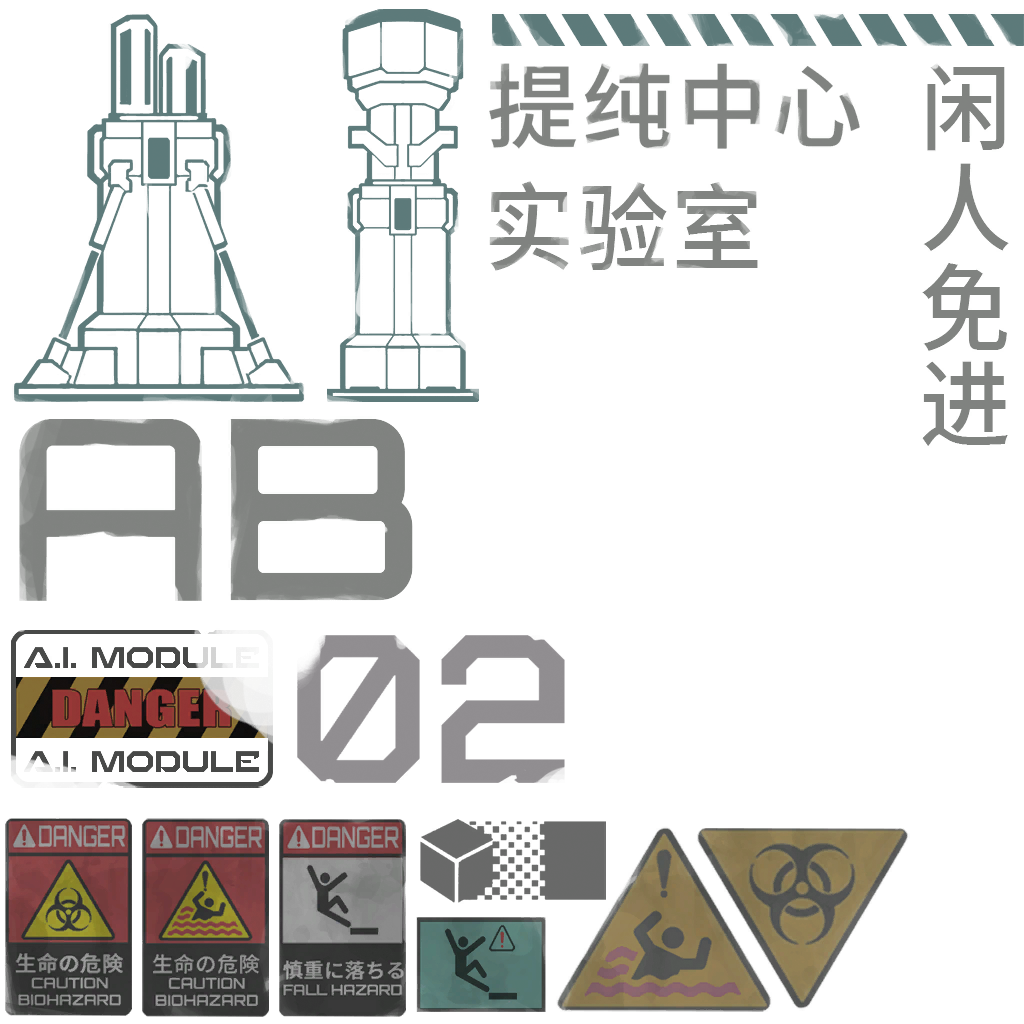 提纯中心
实验室
闲人免进
AB
A.I. MODULE
DANGER
A.I. MODULE
02
DANGER
生命の危険
CAUTION
BIOHAZARD
DANGER
生命の危険
CAUTION
BIOHAZARD
DANGER
慎重に落ちる
FALL HAZARD